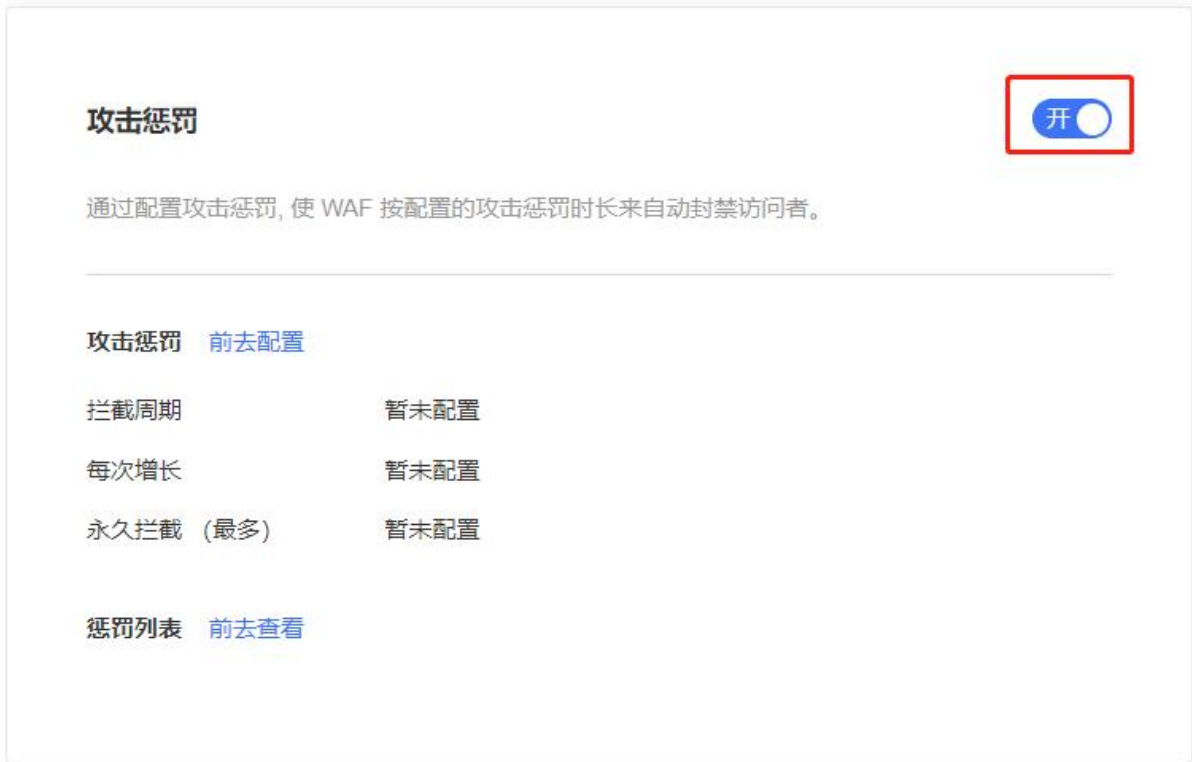 攻击惩罚 开
通过配置攻击惩罚, 使 WAF 按配置的攻击惩罚时长来自动封禁访问者。
攻击惩罚 前去配置
拦截周期 暂未配置
每次增长 暂未配置
永久拦截 (最多) 暂未配置
惩罚列表 前去查看